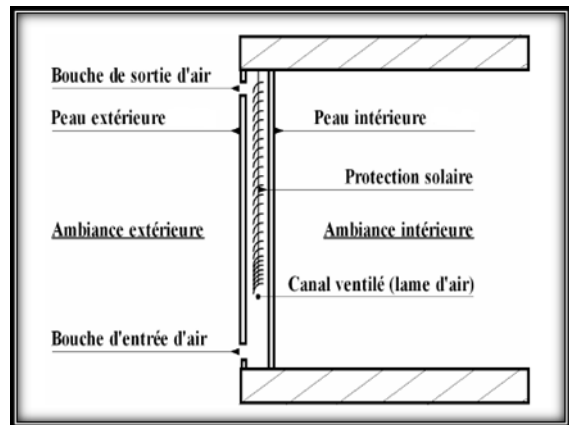 Bouche de sortie d'air
Peau extérieure
Peau intérieure
Protection solaire
Ambiance extérieure
Ambiance intérieure
Canal ventilé (lame d'air)
Bouche d'entrée d'air